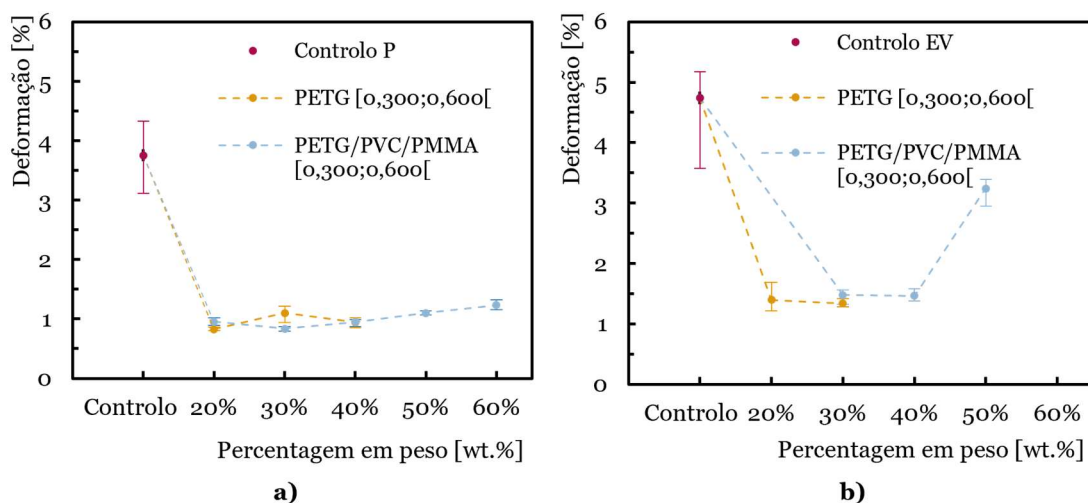 Deformação [%]
6
5
4
3
2
1
0
Controlo P
PETG [0,300;0,600[
PETG/PVC/PMMA
[0,300;0,600[
Controlo 20% 30% 40% 50% 60%
Percentagem em peso [wt.%]
a)
Deformação [%]
6
5
4
3
2
1
0
Controlo EV
PETG [0,300;0,600[
PETG/PVC/PMMA
[0,300;0,600[
Controlo 20% 30% 40% 50% 60%
Percentagem em peso [wt.%]
b)